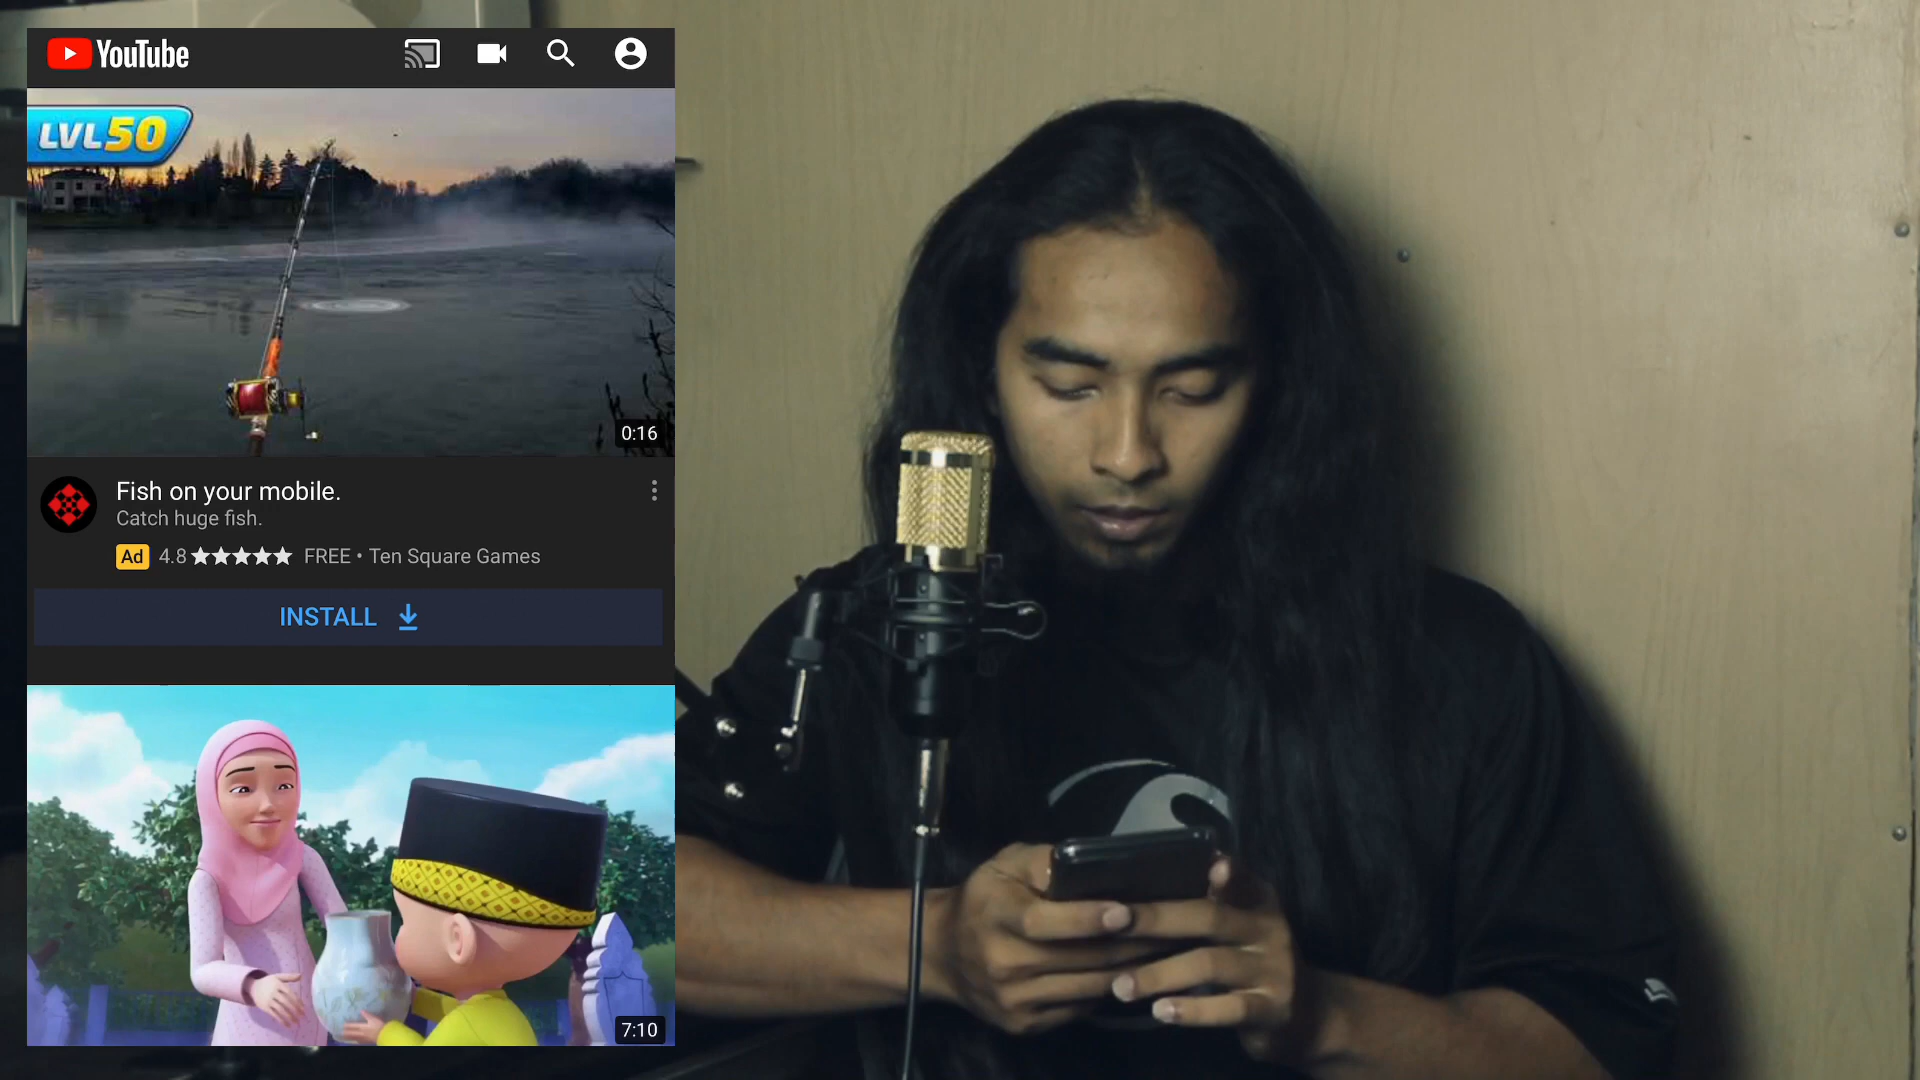 YouTube
LVL50
0:16
Fish on your mobile.
Catch huge fish.
Ad 4.8 ★★★★★ FREE • Ten Square Games
INSTALL
7:10